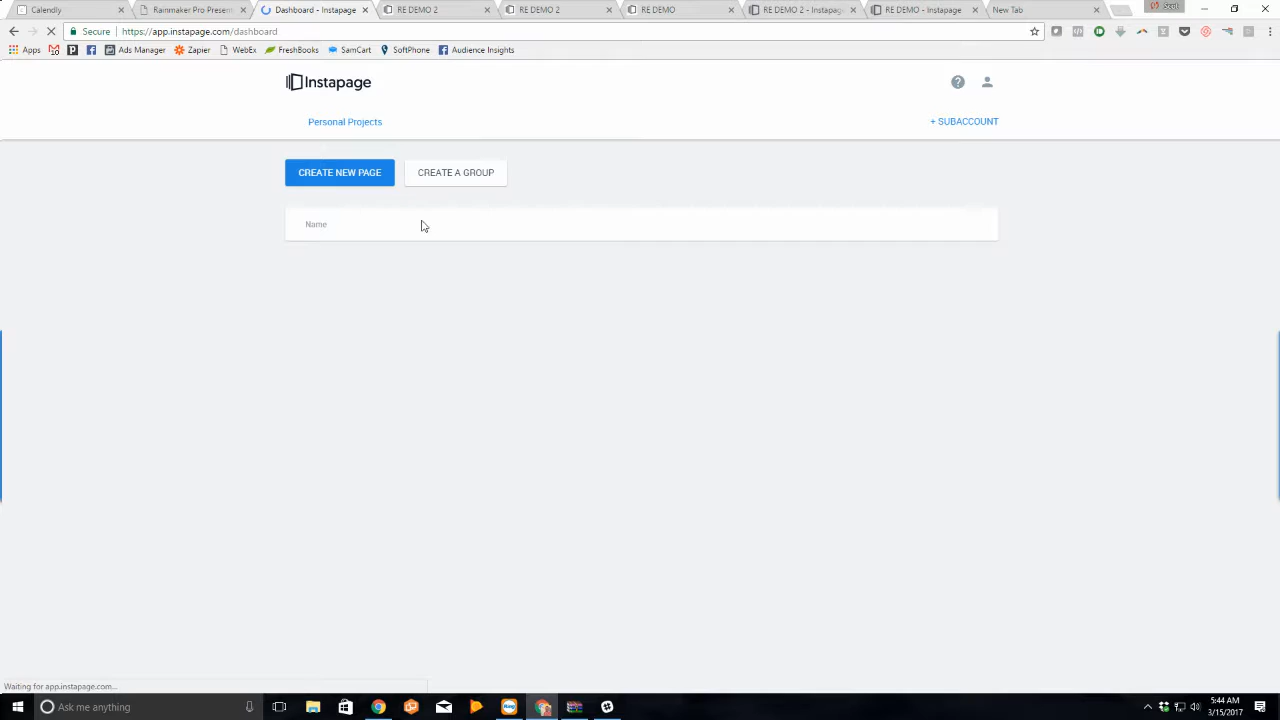 Calendly
Rainmaker Pro Present
Dashboard - Instapage
RE DEMO 2
RE DEMO 2
RE DEMO
RE DEMO 2 - Instapag
RE DEMO - Instapage
New Tab
Secure
https://app.instapage.com/dashboard
Apps
Ads Manager
Zapier
WebEx
FreshBooks
SamCart
SoftPhone
Audience Insights
Instapage
Personal Projects
+ SUBACCOUNT
CREATE NEW PAGE
CREATE A GROUP
Name
Waiting for app.instapage.com...
Ask me anything
Ring
5:44 AM
3/15/2017